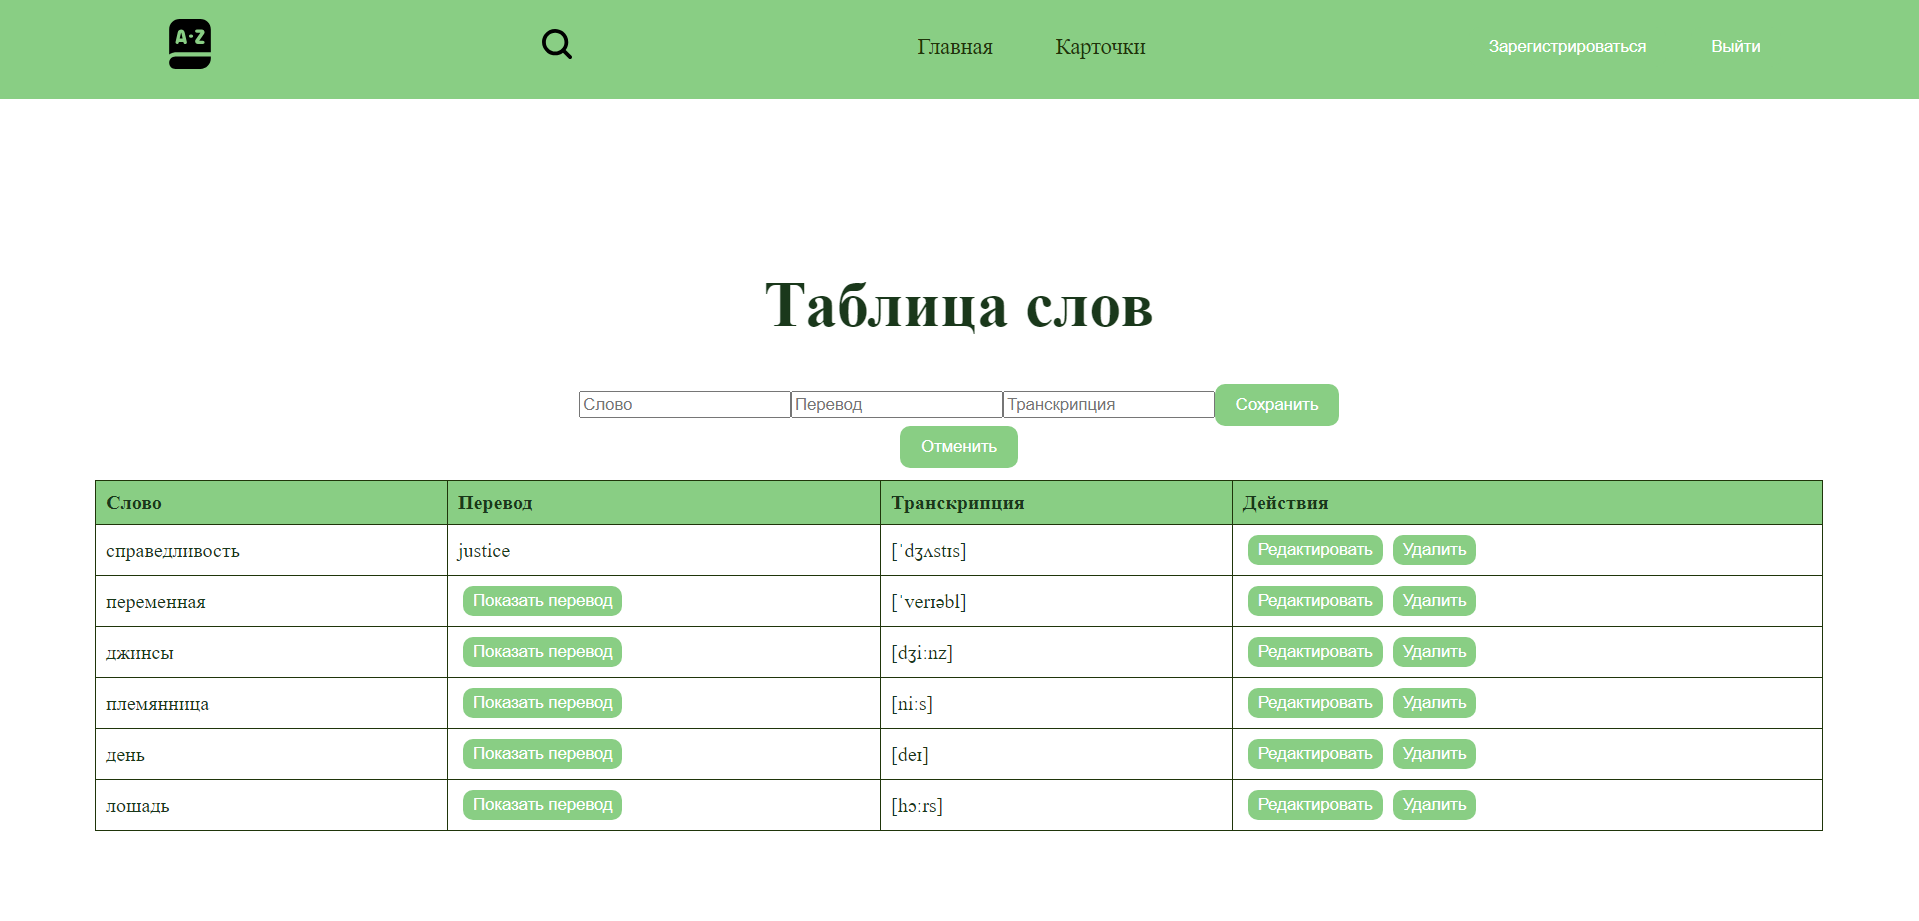 A·Z
Главная Карточки Зарегистрироваться Выйти
Таблица слов
Слово Перевод Транскрипция Сохранить
Отменить
Слово Перевод Транскрипция Действия
справедливость justice [ˈdʒʌstɪs] Редактировать Удалить
переменная Показать перевод [ˈverɪəbl] Редактировать Удалить
джинсы Показать перевод [dʒiːnz] Редактировать Удалить
племянница Показать перевод [niːs] Редактировать Удалить
день Показать перевод [deɪ] Редактировать Удалить
лошадь Показать перевод [hɔːrs] Редактировать Удалить